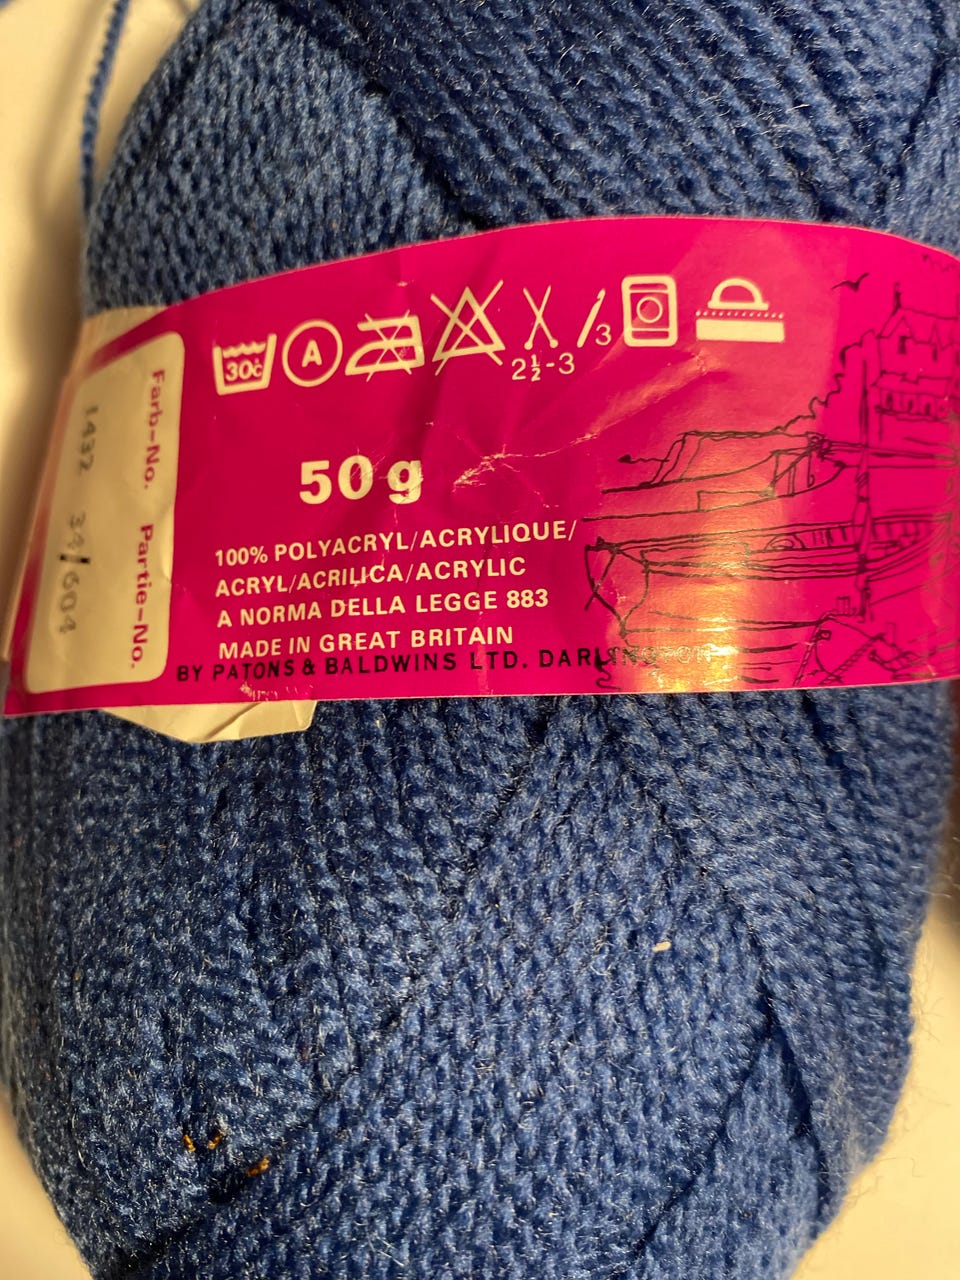 30c A 2½-3 3
50g
100% POLYACRYL/ACRYLIQUE/
ACRYL/ACRILICA/ACRYLIC
A NORMA DELLA LEGGE 883
MADE IN GREAT BRITAIN
BY PATONS & BALDWINS LTD. DARLINGTON
Farb-No. Partie-No.
1432 34/604